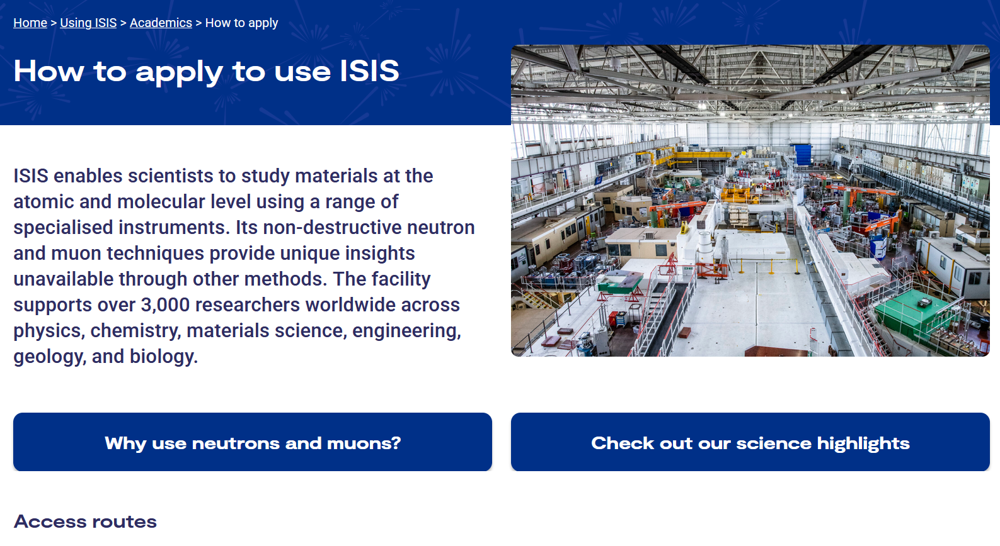 Home > Using ISIS > Academics > How to apply
How to apply to use ISIS
ISIS enables scientists to study materials at the
atomic and molecular level using a range of
specialised instruments. Its non-destructive neutron
and muon techniques provide unique insights
unavailable through other methods. The facility
supports over 3,000 researchers worldwide across
physics, chemistry, materials science, engineering,
geology, and biology.
Why use neutrons and muons?
Check out our science highlights
Access routes